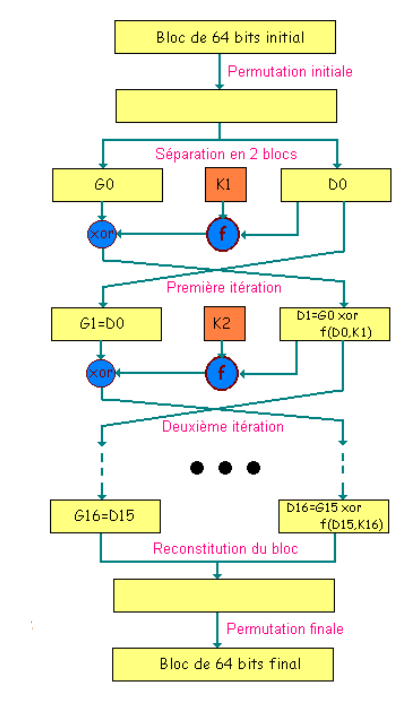 Bloc de 64 bits initial
Permutation initiale
Séparation en 2 blocs
G0
K1
D0
xor
f
Première itération
G1=D0
K2
D1=G0 xor
f(D0,K1)
xor
f
Deuxième itération
G16=D15
D16=G15 xor
f(D15,K16)
Reconstitution du bloc
Permutation finale
Bloc de 64 bits final